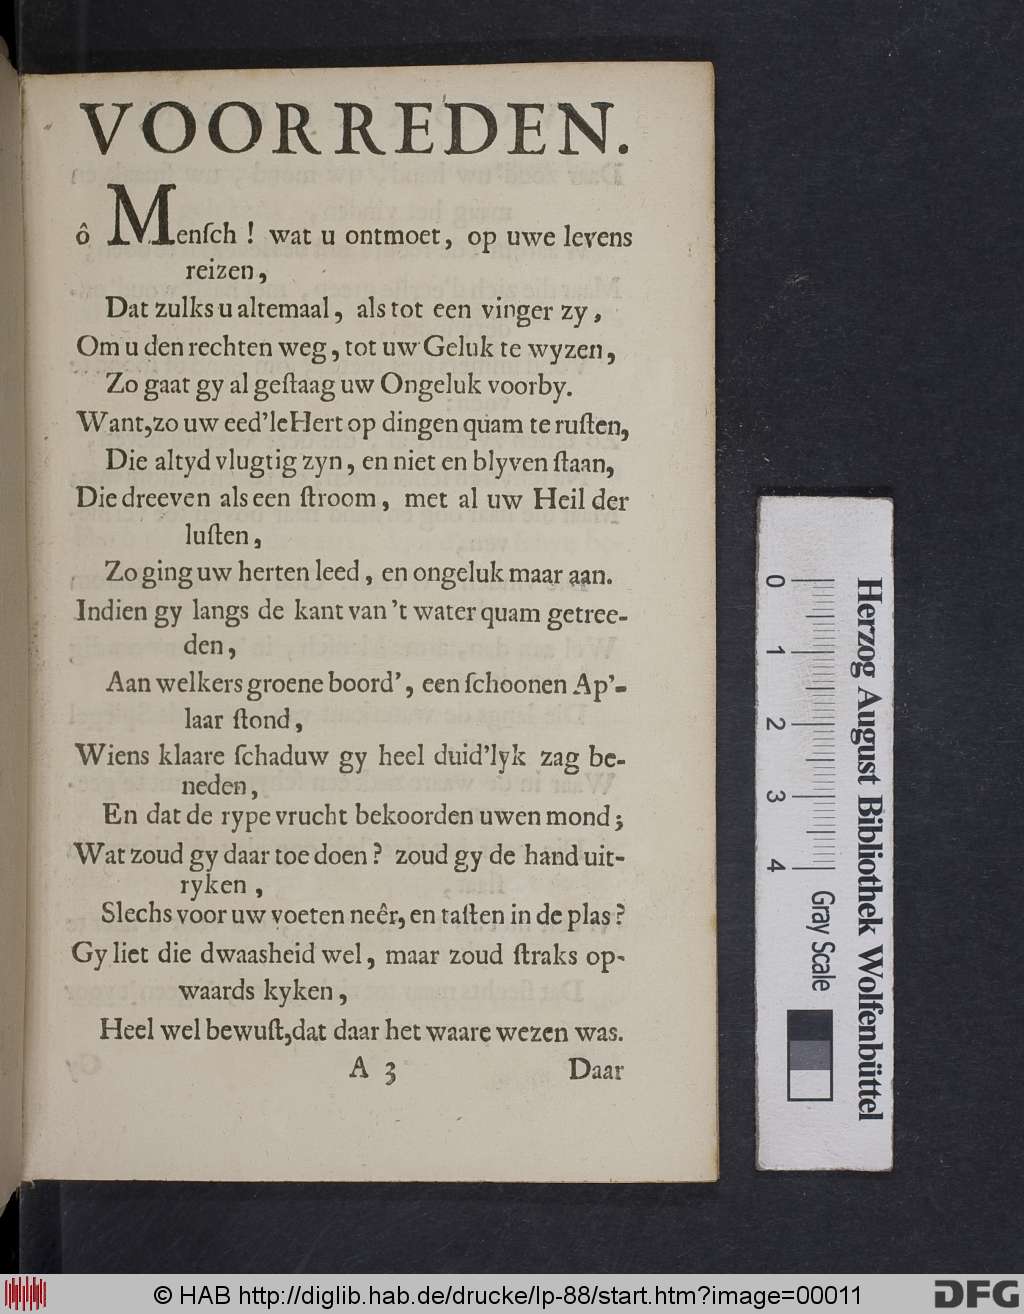 VOORREDEN.
ô Menſch ! wat u ontmoet, op uwe levens
reizen,
Dat zulks u altemaal, als tot een vinger zy,
Om u den rechten weg, tot uw Geluk te wyzen,
Zo gaat gy al geſtaag uw Ongeluk voorby.
Want, zo uw eed'le Hert op dingen quam te ruſten,
Die altyd vlugtig zyn, en niet en blyven ſtaan,
Die dreeven als een ſtroom, met al uw Heil der
luſten,
Zo ging uw herten leed, en ongeluk maar aan.
Indien gy langs de kant van 't water quam getree-
den,
Aan welkers groene boord', een ſchoonen Ap'-
laar ſtond,
Wiens klaare ſchaduw gy heel duid'lyk zag be-
neden,
En dat de rype vrucht bekoorden uwen mond;
Wat zoud gy daar toe doen? zoud gy de hand uit-
ryken,
Slechs voor uw voeten neêr, en taſten in de plas?
Gy liet die dwaasheid wel, maar zoud ſtraks op-
waards kyken,
Heel wel bewuſt, dat daar het waare wezen was.
A 3 Daar
0 1 2 3 4
Gray Scale
Herzog August Bibliothek Wolfenbüttel
© HAB http://diglib.hab.de/drucke/lp-88/start.htm?image=00011
DFG